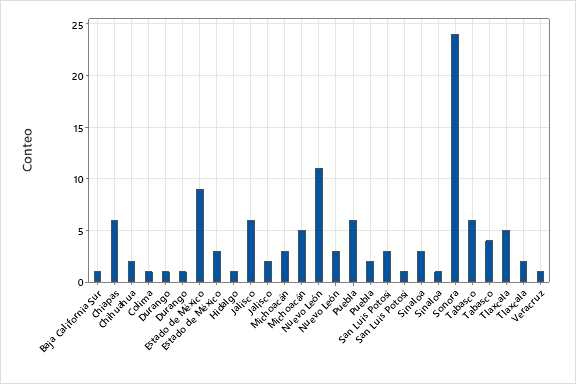 Conteo
25
20
15
10
5
0
Baja California Sur
Chiapas
Chihuahua
Colima
Durango
Durango
Estado de México
Estado de México
Hidalgo
Jalisco
Jalisco
Michoacán
Michoacán
Nuevo León
Nuevo León
Puebla
Puebla
San Luis Potosi
San Luis Potosi
Sinaloa
Sinaloa
Sonora
Tabasco
Tabasco
Tlaxcala
Tlaxcala
Veracruz